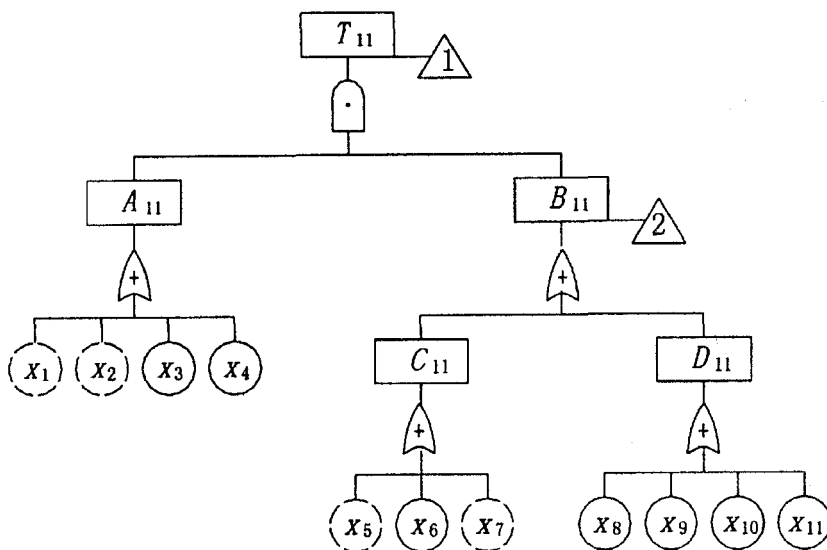 T11
1
·
A11
B11
2
+
+
X1 X2 X3 X4
C11
D11
+
+
X5 X6 X7
X8 X9 X10 X11